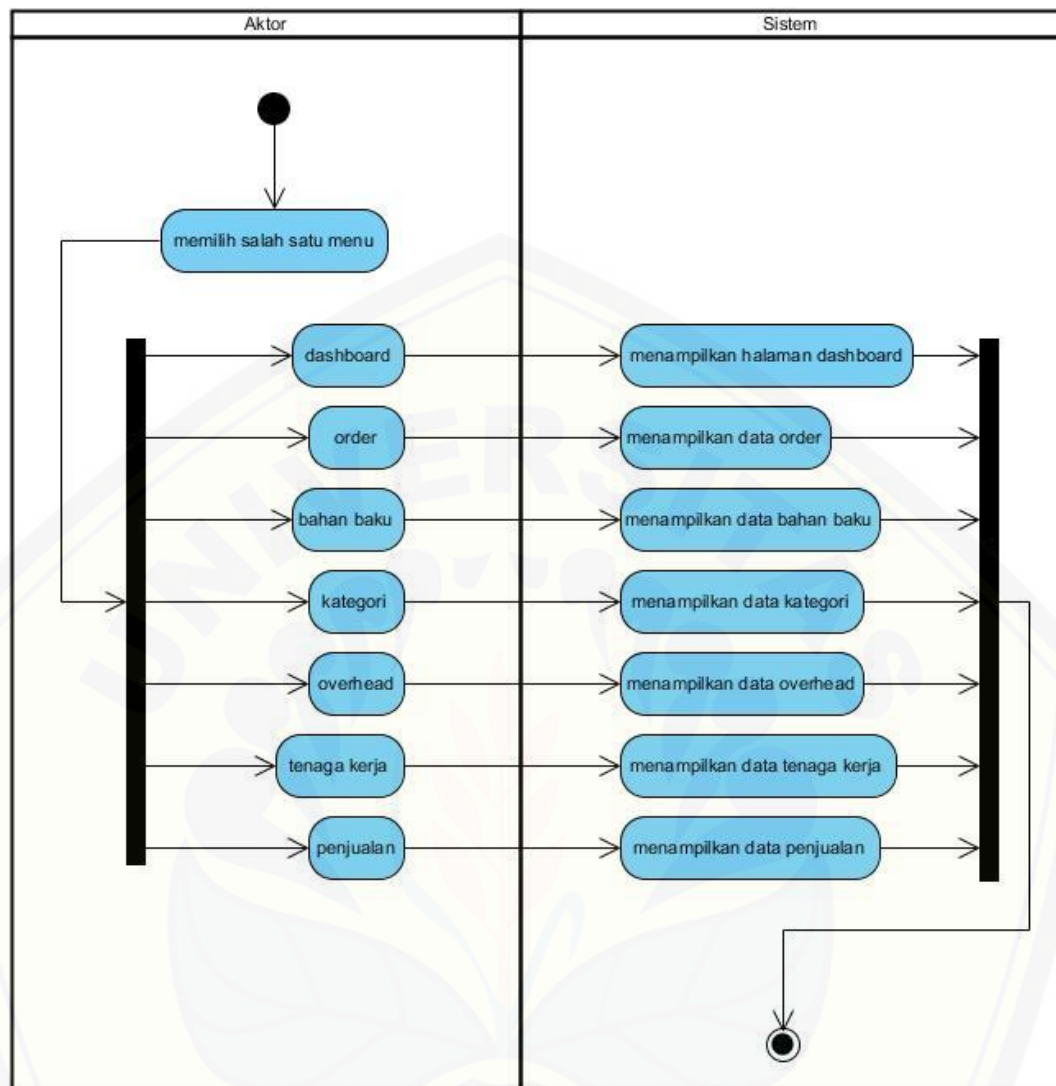 Aktor
Sistem
memilih salah satu menu
dashboard
menampilkan halaman dashboard
order
menampilkan data order
bahan baku
menampilkan data bahan baku
kategori
menampilkan data kategori
overhead
menampilkan data overhead
tenaga kerja
menampilkan data tenaga kerja
penjualan
menampilkan data penjualan
UNIVERSITAS